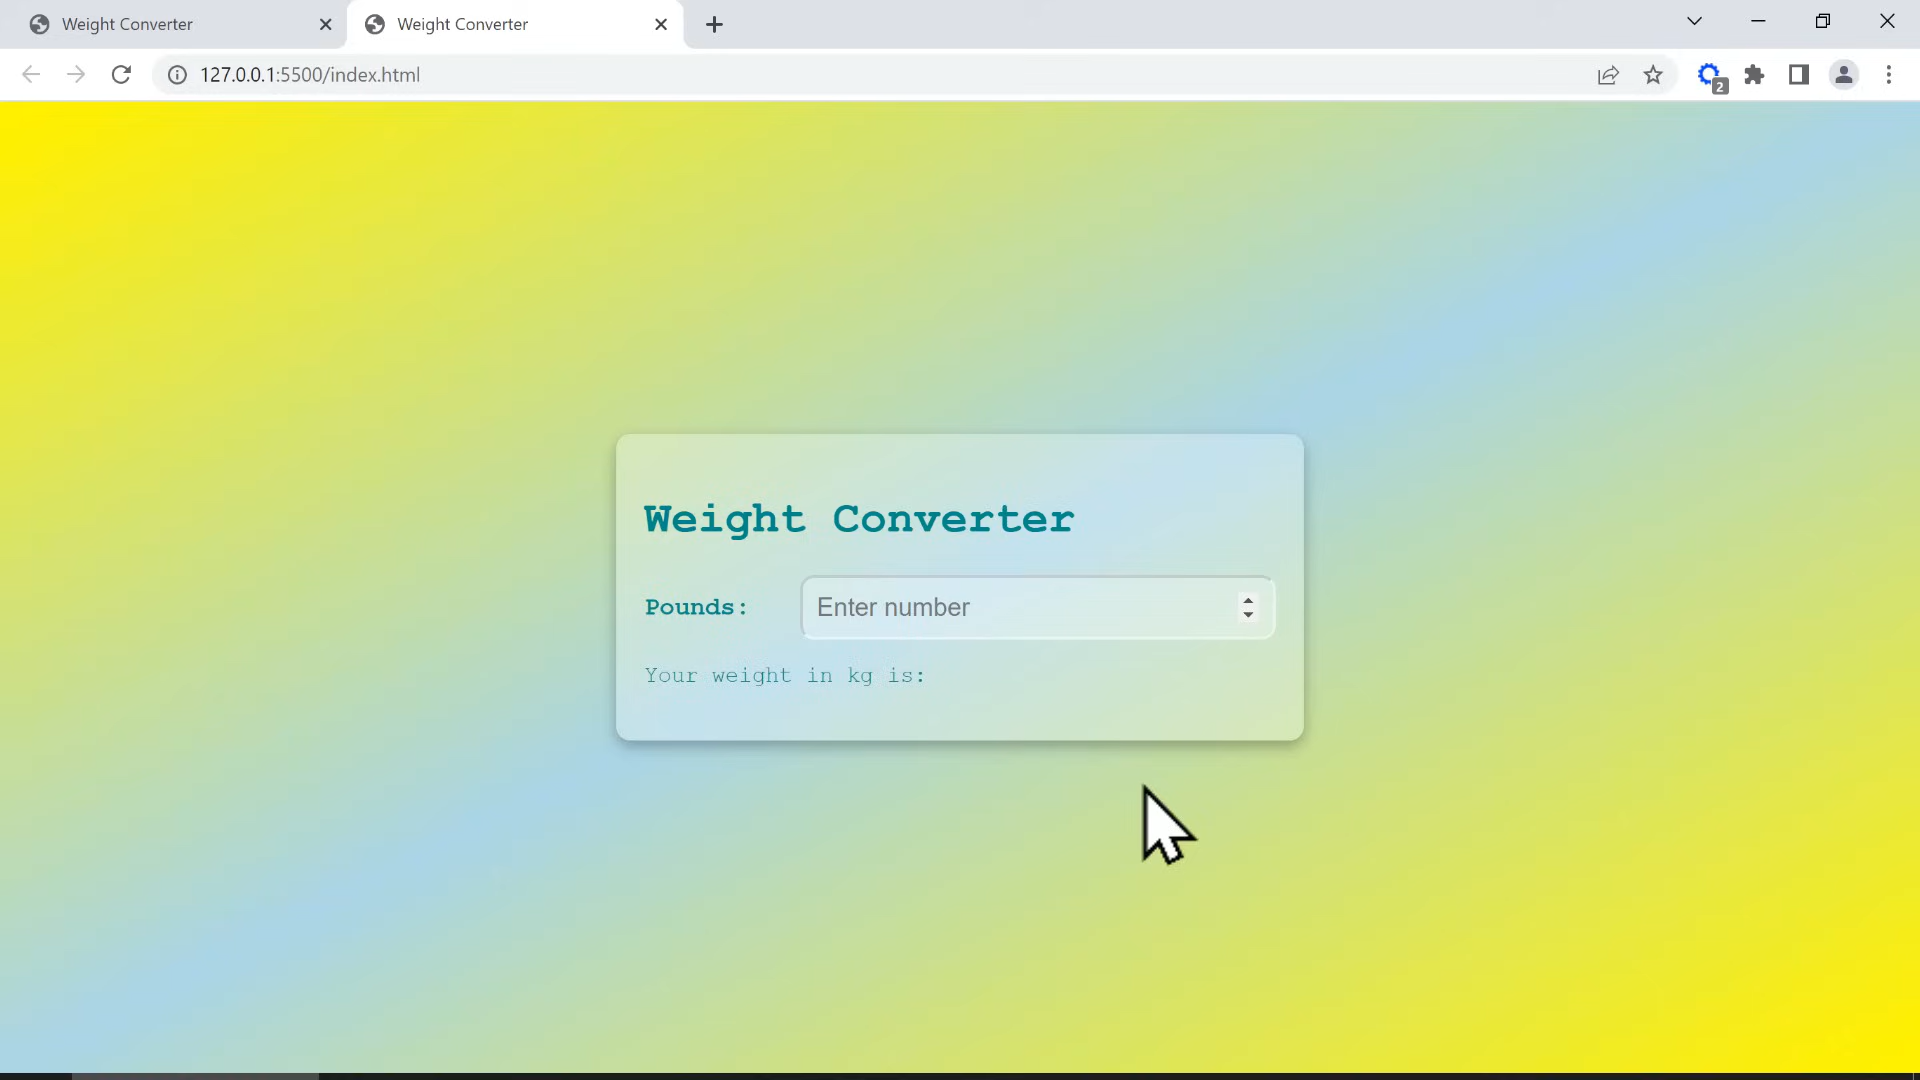 Weight Converter
Weight Converter
127.0.0.1:5500/index.html
2
Weight Converter
Pounds: Enter number
Your weight in kg is: